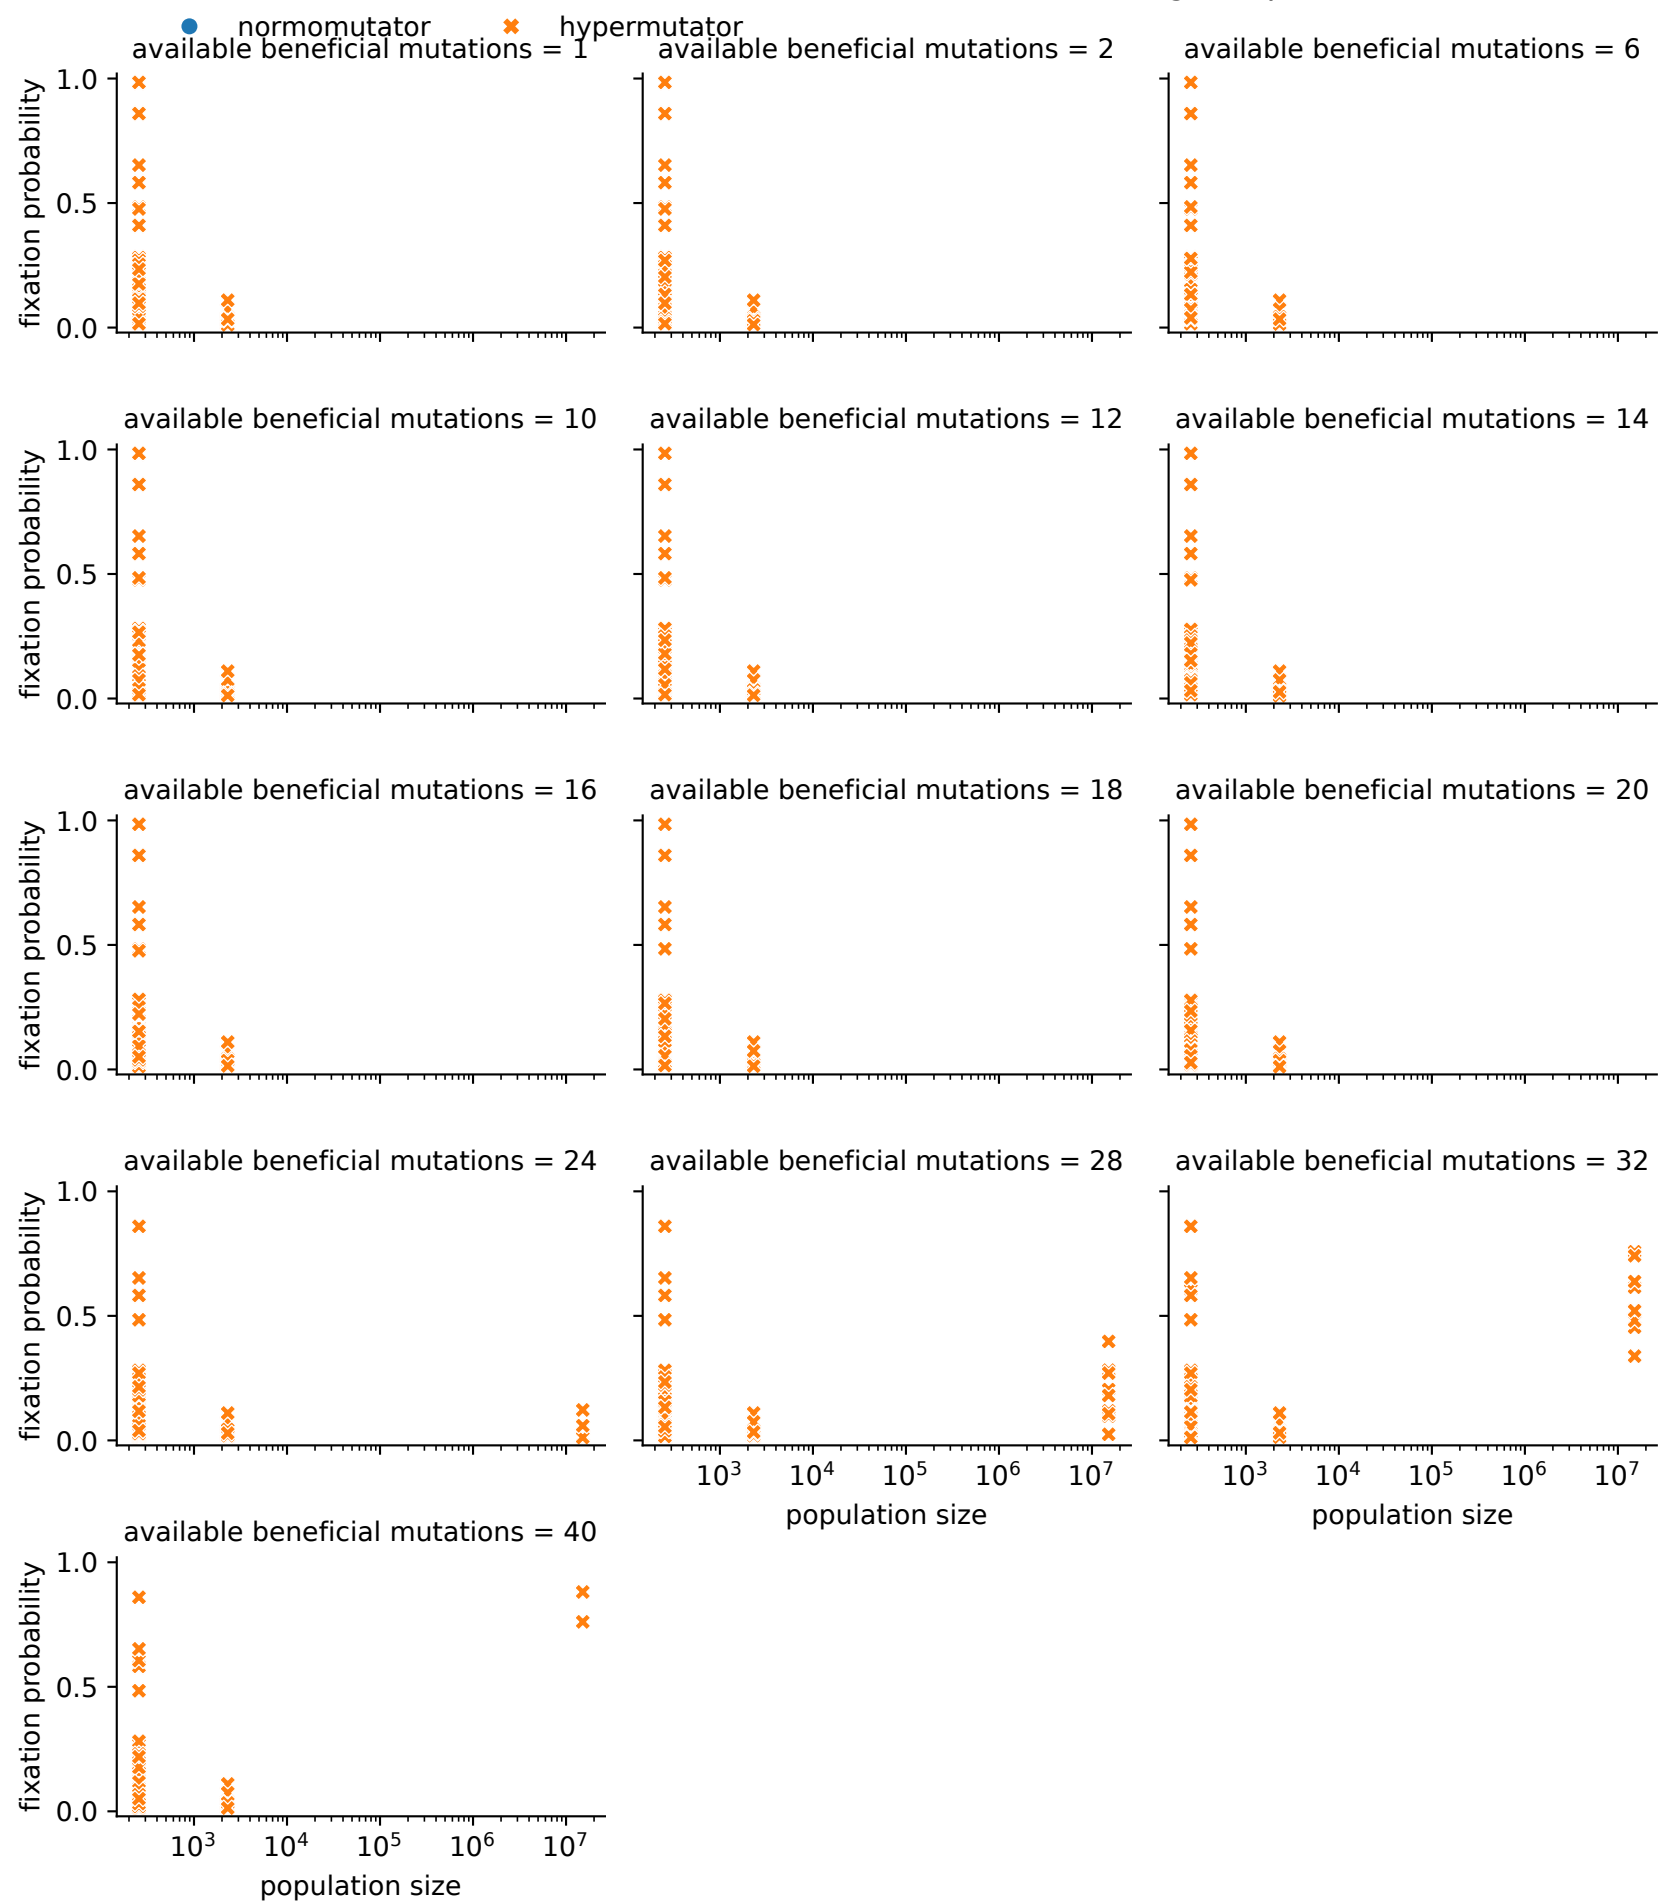 normomutator hypermutator
available beneficial mutations = 1 available beneficial mutations = 2 available beneficial mutations = 6
fixation probability
1.0
0.5
0.0
available beneficial mutations = 10 available beneficial mutations = 12 available beneficial mutations = 14
fixation probability
1.0
0.5
0.0
available beneficial mutations = 16 available beneficial mutations = 18 available beneficial mutations = 20
fixation probability
1.0
0.5
0.0
available beneficial mutations = 24 available beneficial mutations = 28 available beneficial mutations = 32
fixation probability
1.0
0.5
0.0
10³ 10⁴ 10⁵ 10⁶ 10⁷ 10³ 10⁴ 10⁵ 10⁶ 10⁷
population size population size
available beneficial mutations = 40
fixation probability
1.0
0.5
0.0
10³ 10⁴ 10⁵ 10⁶ 10⁷
population size